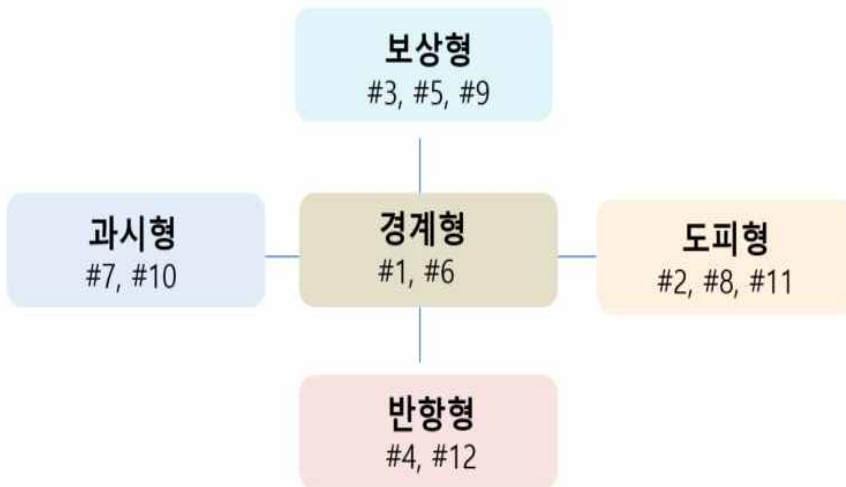 보상형
#3, #5, #9
과시형
#7, #10
경계형
#1, #6
도피형
#2, #8, #11
반항형
#4, #12